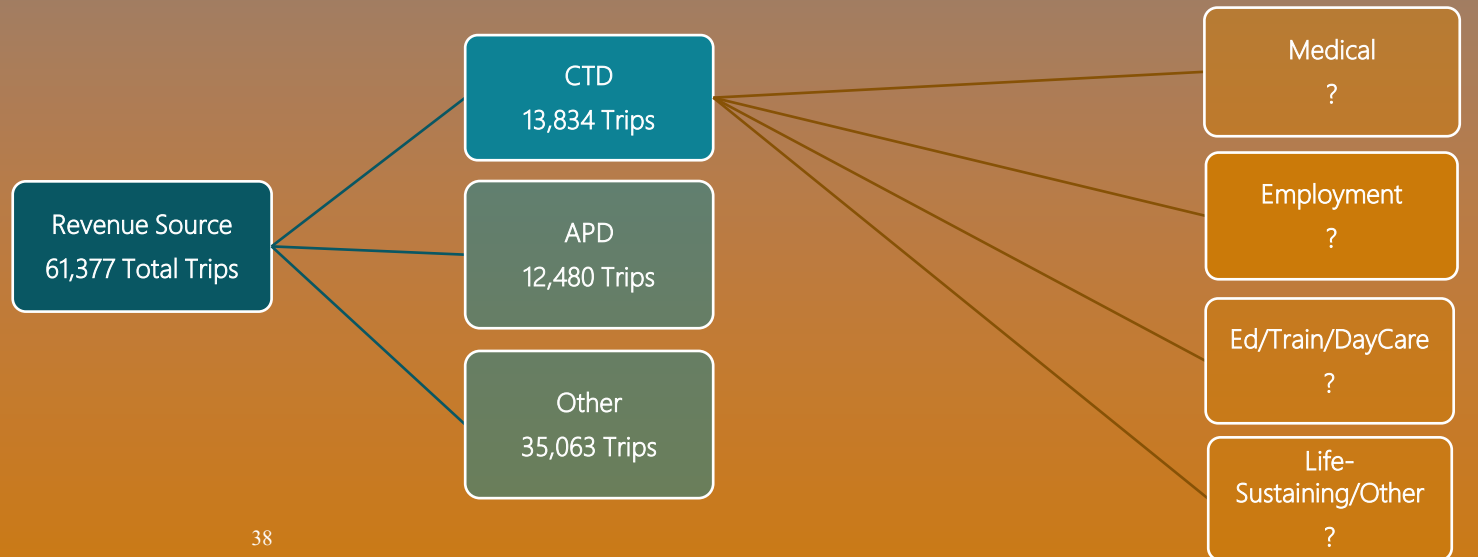 Revenue Source
61,377 Total Trips
CTD
13,834 Trips
APD
12,480 Trips
Other
35,063 Trips
Medical
?
Employment
?
Ed/Train/DayCare
?
Life-
Sustaining/Other
?
38